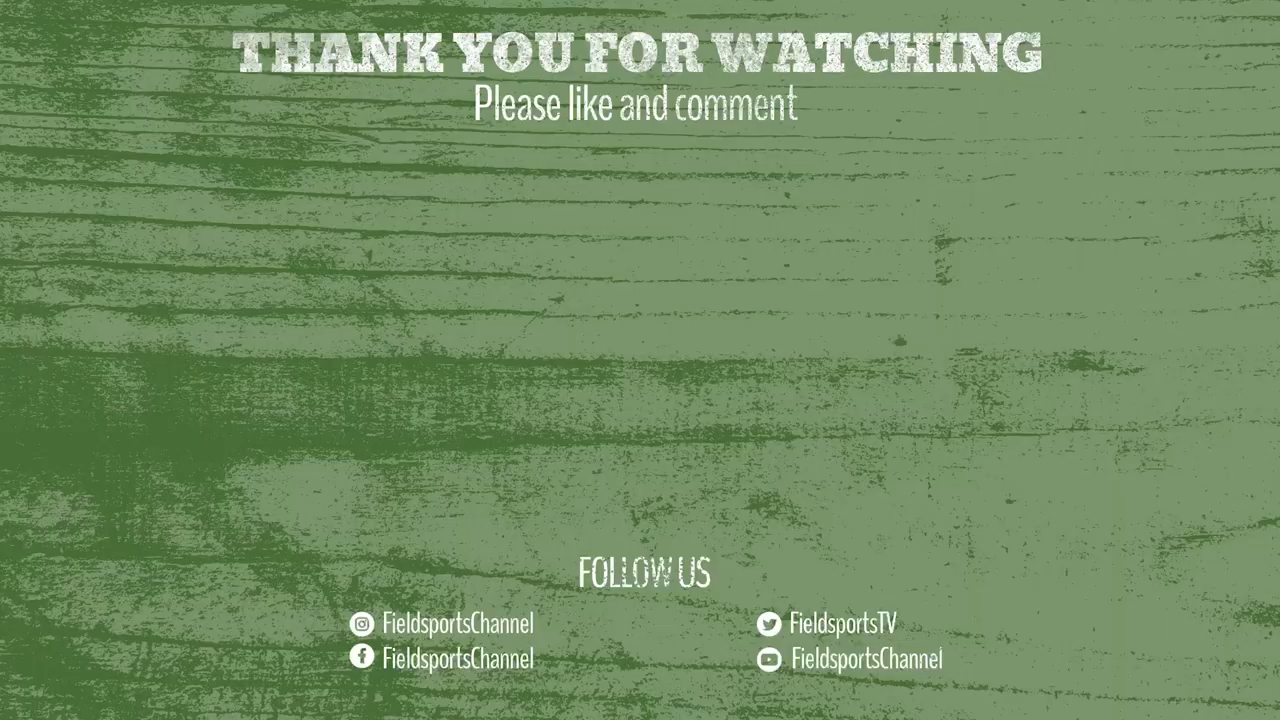 THANK YOU FOR WATCHING
Please like and comment
FOLLOW US
FieldsportsChannel
FieldsportsTV
FieldsportsChannel
FieldsportsChannel